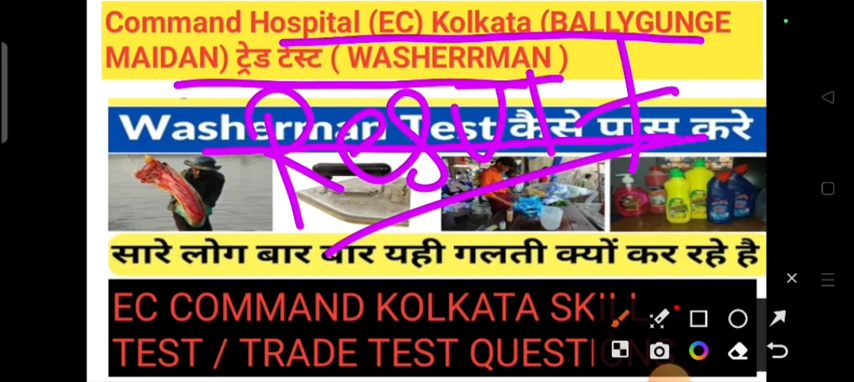 Command Hospital (EC) Kolkata (BALLYGUNGE
MAIDAN) ट्रेड टेस्ट ( WASHERRMAN )
Washerman Test कैसे पास करे
Result
सारे लोग बार बार यही गलती क्यों कर रहे है
EC COMMAND KOLKATA SKILL
TEST / TRADE TEST QUESTIONS